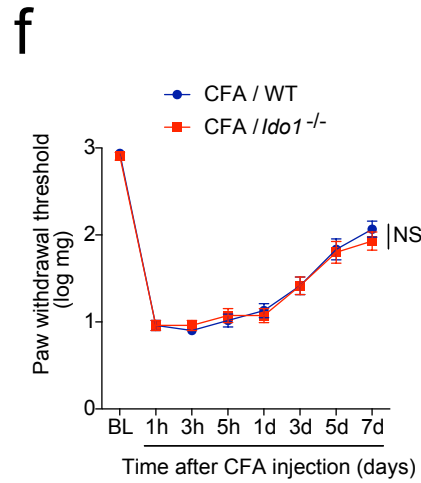 f
CFA / WT
CFA / Ido1 -/-
Paw withdrawal threshold
(log mg)
3
2
1
0
NS
BL 1h 3h 5h 1d 3d 5d 7d
Time after CFA injection (days)